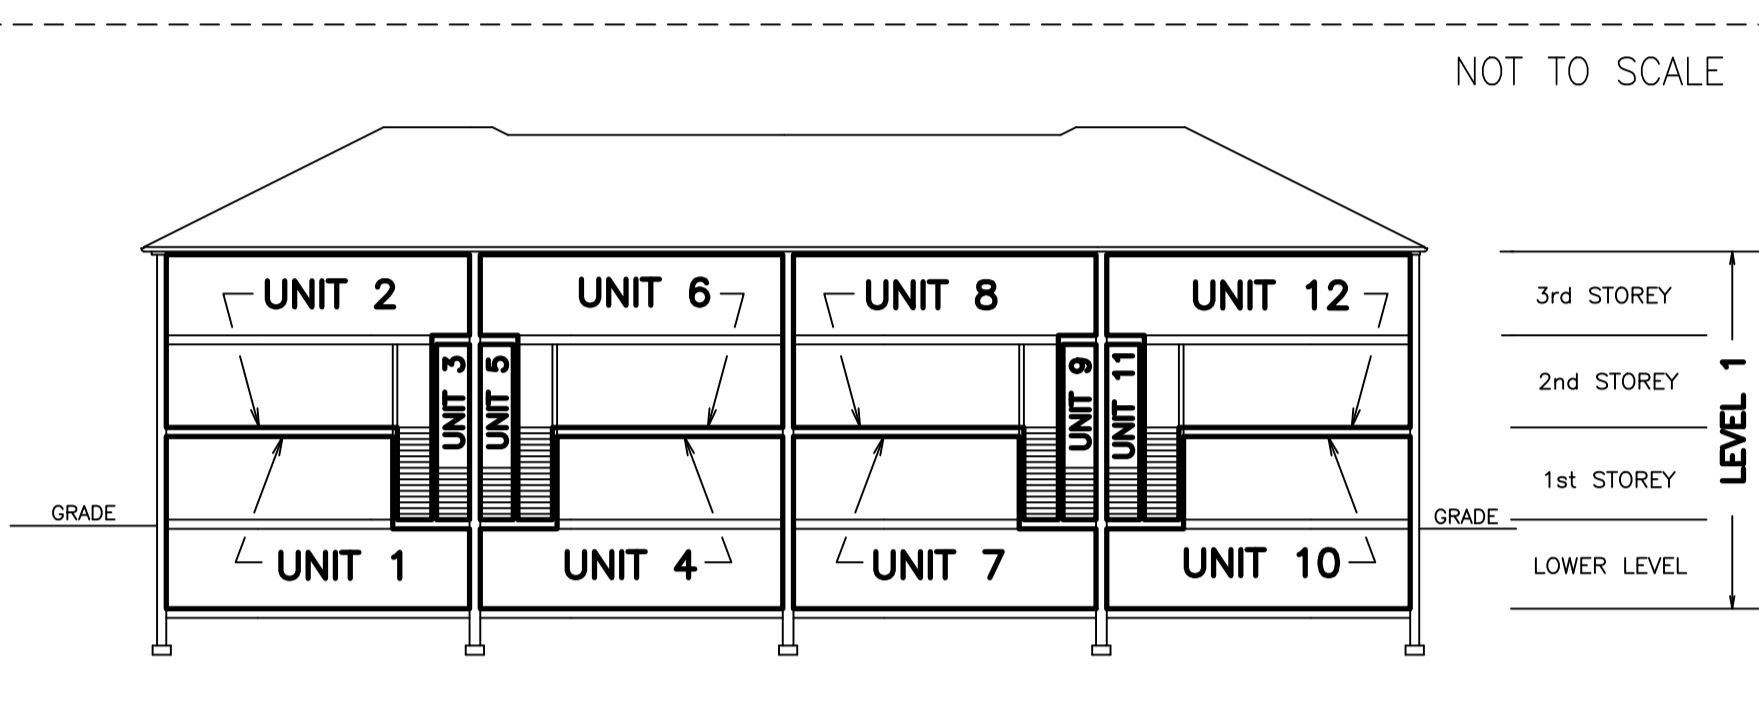 NOT TO SCALE
UNIT 2
UNIT 6
UNIT 8
UNIT 12
3rd STOREY
UNIT 3
UNIT 5
UNIT 9
UNIT 11
2nd STOREY
LEVEL 1
1st STOREY
GRADE
GRADE
UNIT 1
UNIT 4
UNIT 7
UNIT 10
LOWER LEVEL